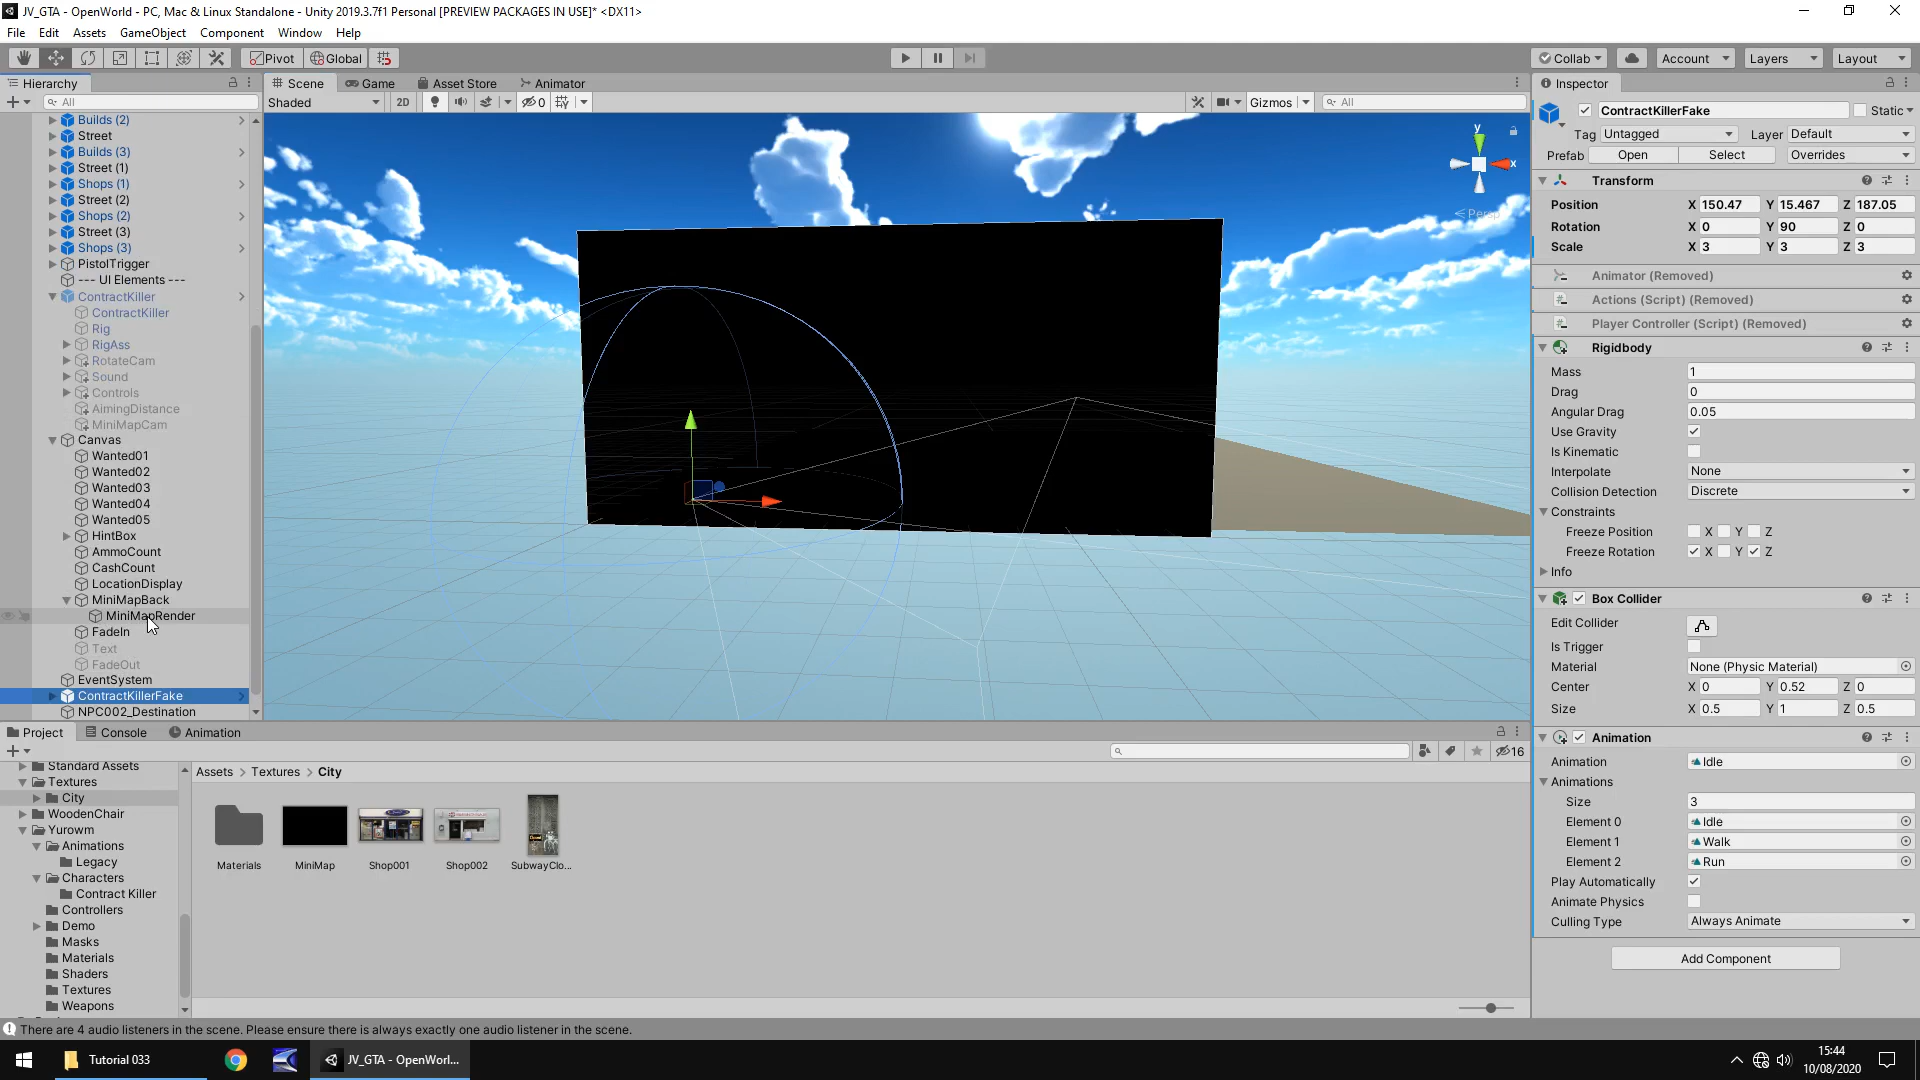 JV_GTA - OpenWorld - PC, Mac & Linux Standalone - Unity 2019.3.7f1 Personal [PREVIEW PACKAGES IN USE]* <DX11>
File Edit Assets GameObject Component Window Help
Pivot Global Collab Account Layers Layout
Hierarchy
All
Builds (2)
Street
Builds (3)
Street (1)
Shops (1)
Street (2)
Shops (2)
Street (3)
Shops (3)
PistolTrigger
--- UI Elements ---
ContractKiller
ContractKiller
Rig
RigAss
RotateCam
Sound
Controls
AimingDistance
MiniMapCam
Canvas
Wanted01
Wanted02
Wanted03
Wanted04
Wanted05
HintBox
AmmoCount
CashCount
LocationDisplay
MiniMapBack
MiniMapRender
FadeIn
Text
FadeOut
EventSystem
ContractKillerFake
NPC002_Destination
Scene Game Asset Store Animator
Shaded 2D 0 Gizmos All
y
x
Persp
Inspector
ContractKillerFake Static
Tag Untagged Layer Default
Prefab Open Select Overrides
Transform
Position X 150.47 Y 15.467 Z 187.05
Rotation X 0 Y 90 Z 0
Scale X 3 Y 3 Z 3
Animator (Removed)
Actions (Script) (Removed)
Player Controller (Script) (Removed)
Rigidbody
Mass 1
Drag 0
Angular Drag 0.05
Use Gravity
Is Kinematic
Interpolate None
Collision Detection Discrete
Constraints
Freeze Position X Y Z
Freeze Rotation X Y Z
Info
Box Collider
Edit Collider
Is Trigger
Material None (Physic Material)
Center X 0 Y 0.52 Z 0
Size X 0.5 Y 1 Z 0.5
Animation
Animation Idle
Animations
Size 3
Element 0 Idle
Element 1 Walk
Element 2 Run
Play Automatically
Animate Physics
Culling Type Always Animate
Add Component
Project Console Animation
16
Standard Assets
Textures
City
WoodenChair
Yurowm
Animations
Legacy
Characters
Contract Killer
Controllers
Demo
Masks
Materials
Shaders
Textures
Weapons
Assets > Textures > City
Materials MiniMap Shop001 Shop002 SubwayClo...
There are 4 audio listeners in the scene. Please ensure there is always exactly one audio listener in the scene.
Tutorial 033
JV_GTA - OpenWorl...
15:44
10/08/2020